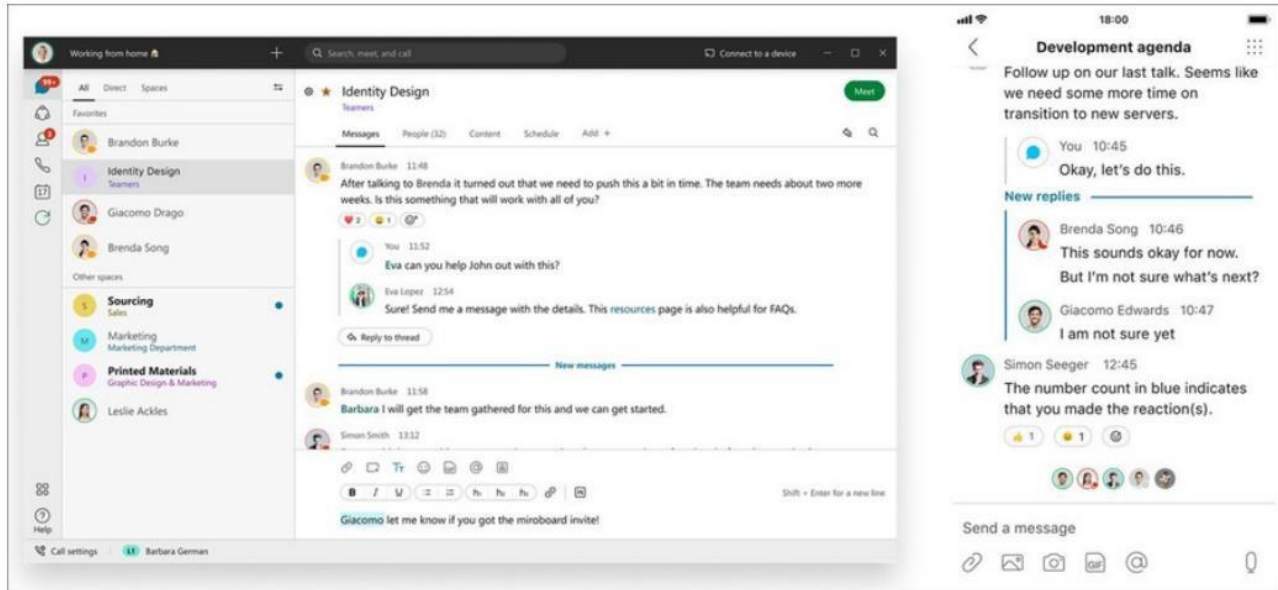 Working from home
Search, meet, and call
Connect to a device
99+
All Direct Spaces
Favorites
Brandon Burke
I
Identity Design
Teamers
Giacomo Drago
Brenda Song
Other spaces
S
Sourcing
Sales
M
Marketing
Marketing Department
P
Printed Materials
Graphic Design & Marketing
Leslie Ackles
17
Help
Call settings
Barbara German
Identity Design
Teamers
Meet
Messages People (32) Content Schedule Add +
Brandon Burke 11:48
After talking to Brenda it turned out that we need to push this a bit in time. The team needs about two more
weeks. Is this something that will work with all of you?
2 1
You 11:52
Eva can you help John out with this?
Eva Lopez 12:54
Sure! Send me a message with the details. This resources page is also helpful for FAQs.
Reply to thread
New messages
Brandon Burke 11:58
Barbara I will get the team gathered for this and we can get started.
Simon Smith 13:12
B I U h₁ h₂ h₃
Shift + Enter for a new line
Giacomo let me know if you got the miroboard invite!
18:00
Development agenda
Follow up on our last talk. Seems like
we need some more time on
transition to new servers.
You 10:45
Okay, let's do this.
New replies
Brenda Song 10:46
This sounds okay for now.
But I'm not sure what's next?
Giacomo Edwards 10:47
I am not sure yet
Simon Seeger 12:45
The number count in blue indicates
that you made the reaction(s).
1 1
Send a message
GIF